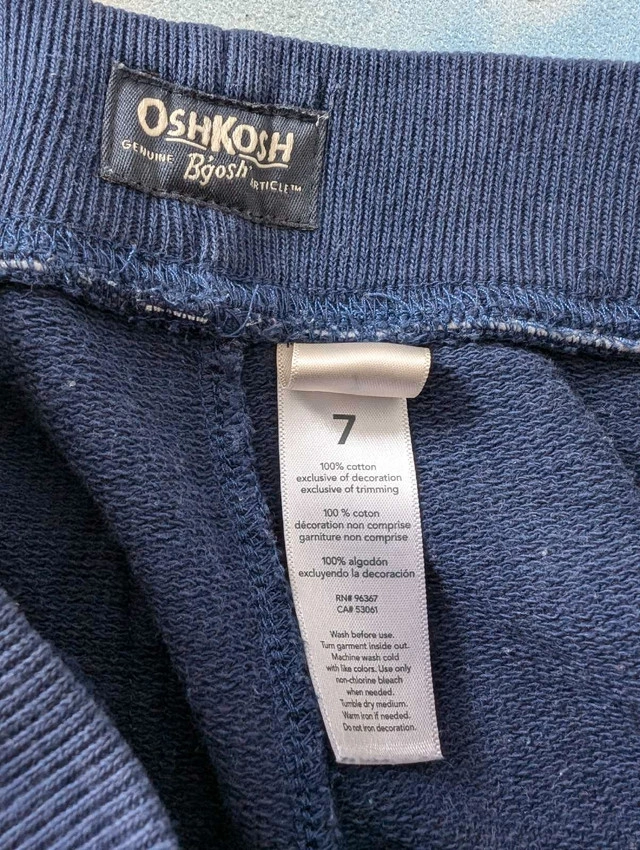 OSHKOSH
GENUINE B'gosh ARTICLE™
7
100% cotton
exclusive of decoration
exclusive of trimming
100 % coton
décoration non comprise
garniture non comprise
100% algodón
excluyendo la decoración
RN# 96367
CA# 53061
Wash before use.
Turn garment inside out.
Machine wash cold
with like colors. Use only
non-chlorine bleach
when needed.
Tumble dry medium.
Warm iron if needed.
Do not iron decoration.